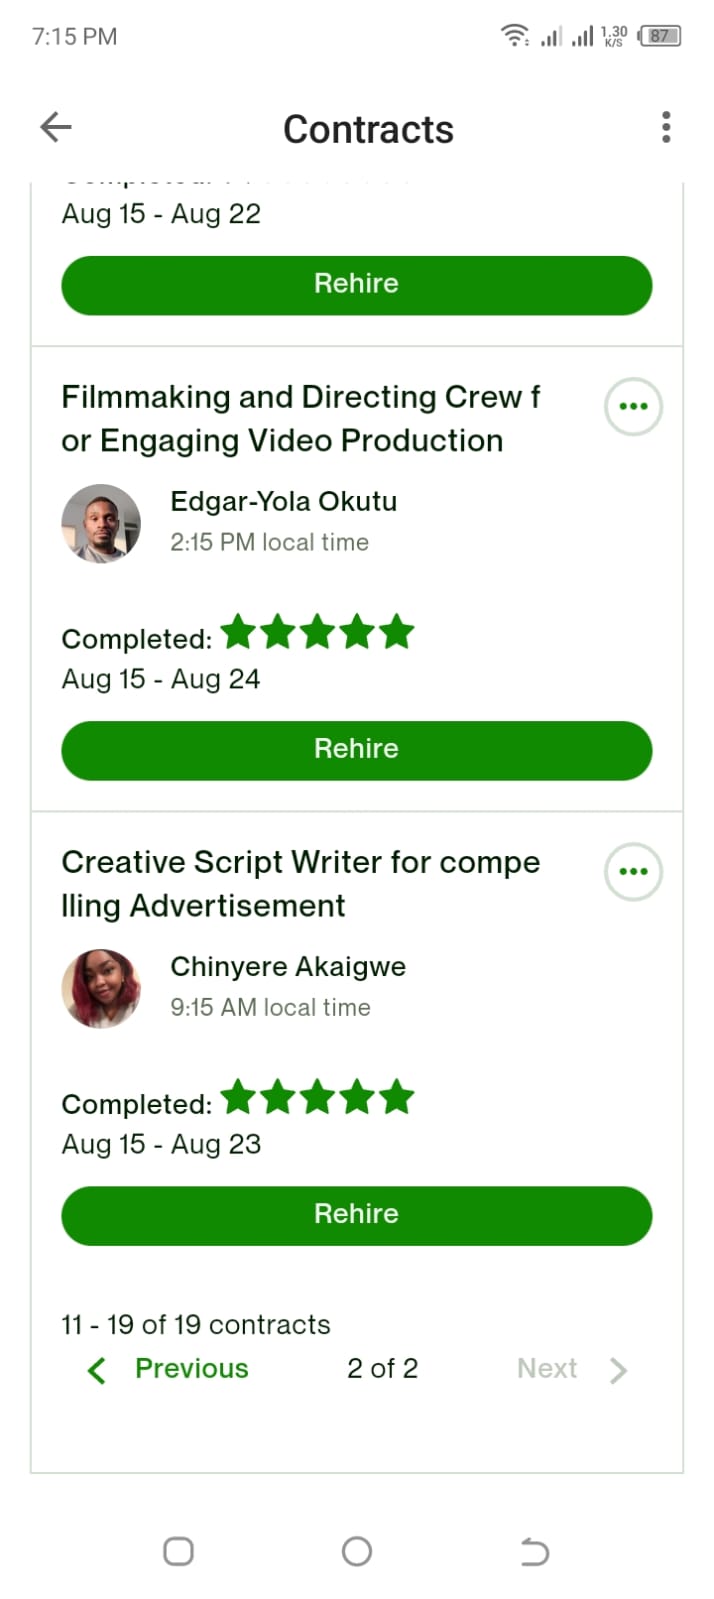 7:15 PM
1.30 K/S 87
Contracts
Aug 15 - Aug 22
Rehire
Filmmaking and Directing Crew f
or Engaging Video Production
Edgar-Yola Okutu
2:15 PM local time
Completed:
Aug 15 - Aug 24
Rehire
Creative Script Writer for compe
lling Advertisement
Chinyere Akaigwe
9:15 AM local time
Completed:
Aug 15 - Aug 23
Rehire
11 - 19 of 19 contracts
Previous 2 of 2 Next